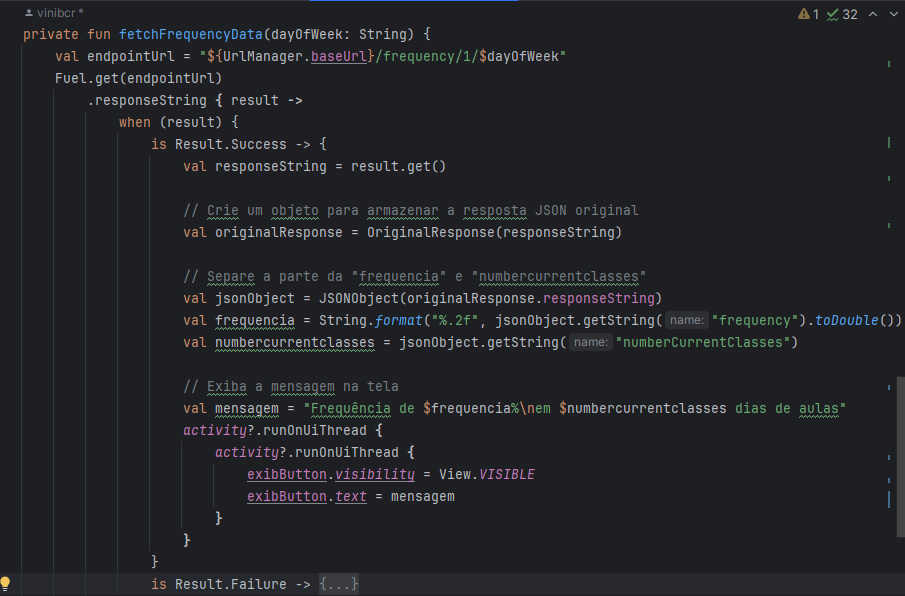 vinibcr *
1 32
private fun fetchFrequencyData(dayOfWeek: String) {
val endpointUrl = "${UrlManager.baseUrl}/frequency/1/$dayOfWeek"
Fuel.get(endpointUrl)
.responseString { result ->
when (result) {
is Result.Success -> {
val responseString = result.get()
// Crie um objeto para armazenar a resposta JSON original
val originalResponse = OriginalResponse(responseString)
// Separe a parte da "frequencia" e "numbercurrentclasses"
val jsonObject = JSONObject(originalResponse.responseString)
val frequencia = String.format("%.2f", jsonObject.getString( name: "frequency").toDouble())
val numbercurrentclasses = jsonObject.getString( name: "numberCurrentClasses")
// Exiba a mensagem na tela
val mensagem = "Frequência de $frequencia%\nem $numbercurrentclasses dias de aulas"
activity?.runOnUiThread {
activity?.runOnUiThread {
exibButton.visibility = View.VISIBLE
exibButton.text = mensagem
}
}
}
is Result.Failure -> {...}